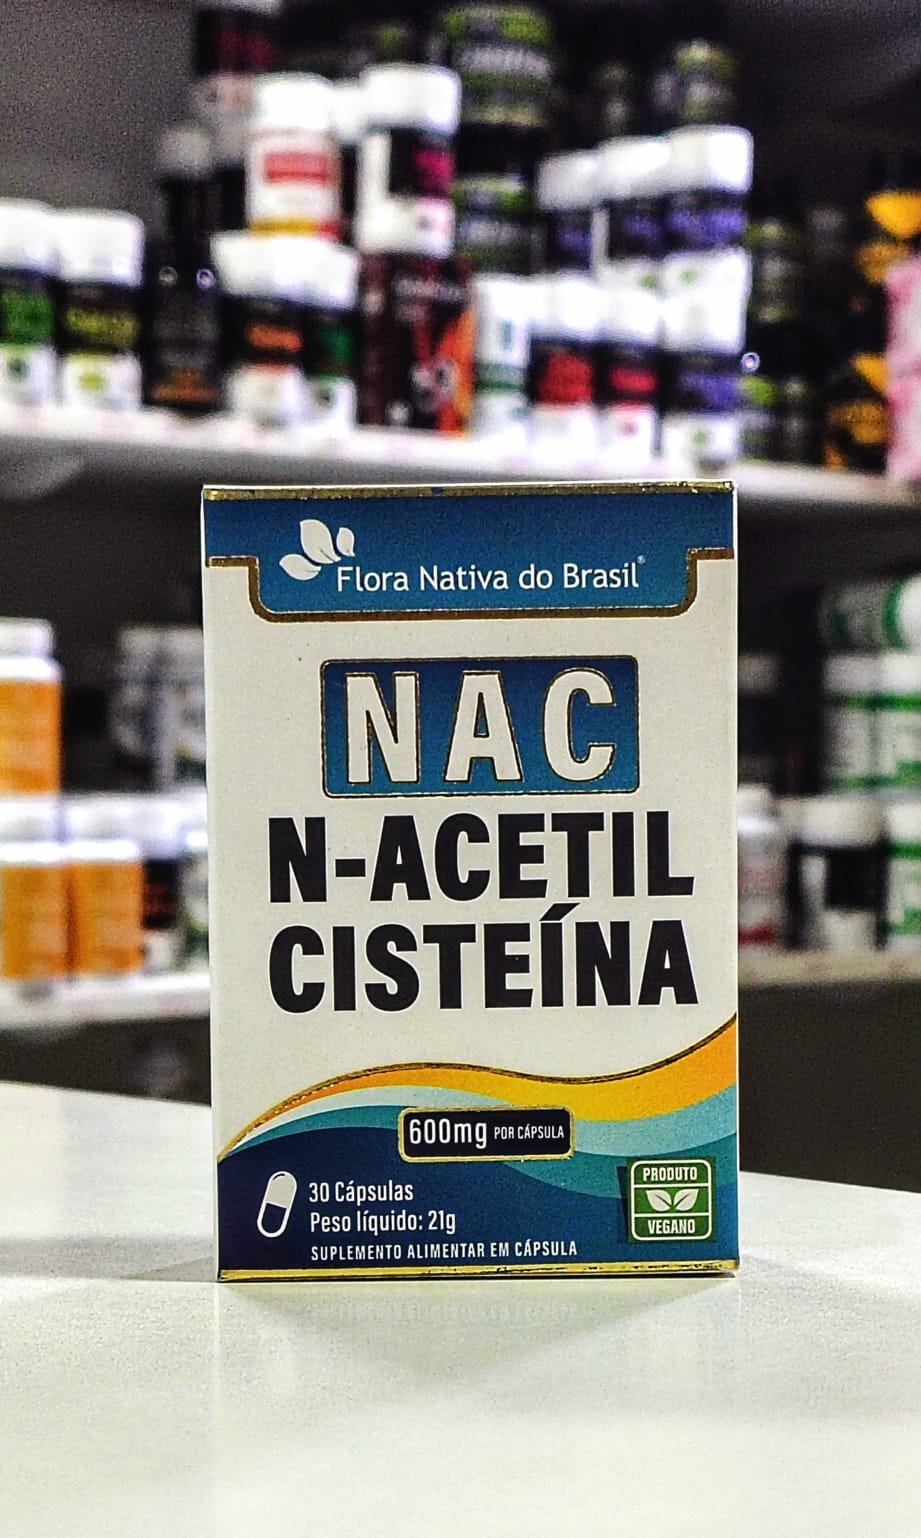 Flora Nativa do Brasil®
NAC
N-ACETIL
CISTEÍNA
600mg POR CÁPSULA
30 Cápsulas
Peso líquido: 21g
SUPLEMENTO ALIMENTAR EM CÁPSULA
PRODUTO
VEGANO